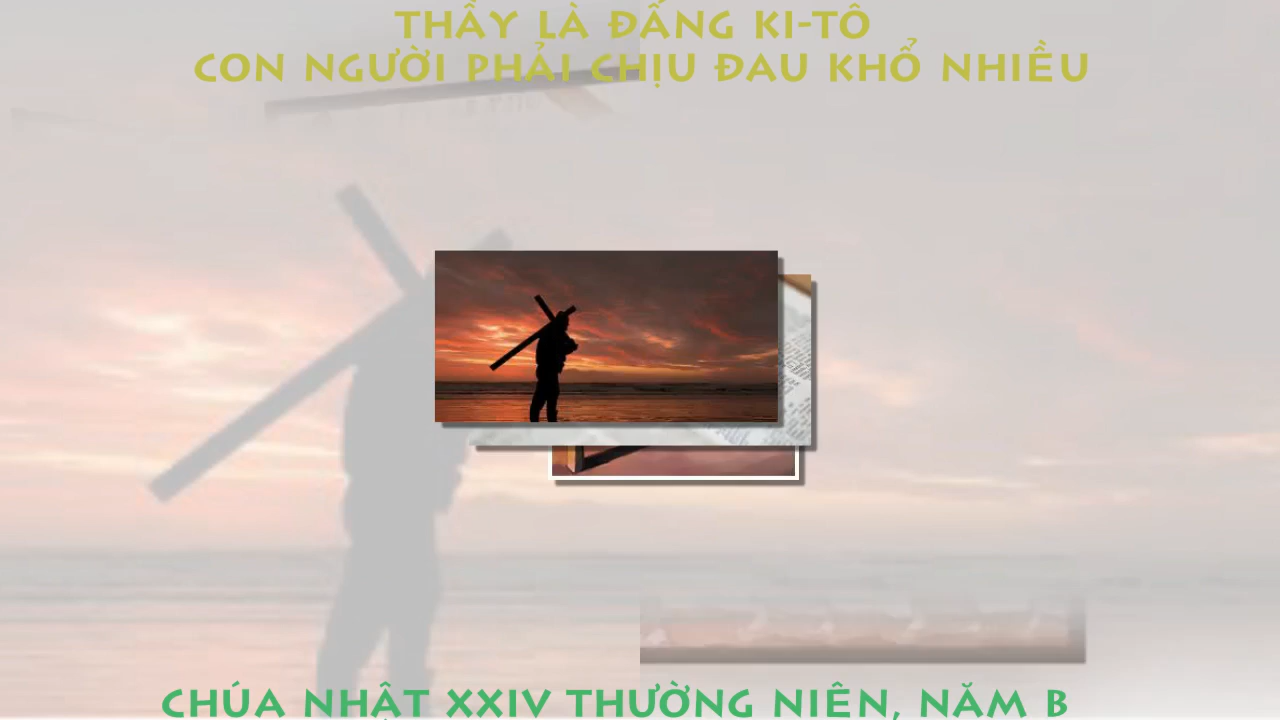 THẦY LÀ ĐẤNG KI-TÔ
CON NGƯỜI PHẢI CHỊU ĐAU KHỔ NHIỀU
CHÚA NHẬT XXIV THƯỜNG NIÊN, NĂM B